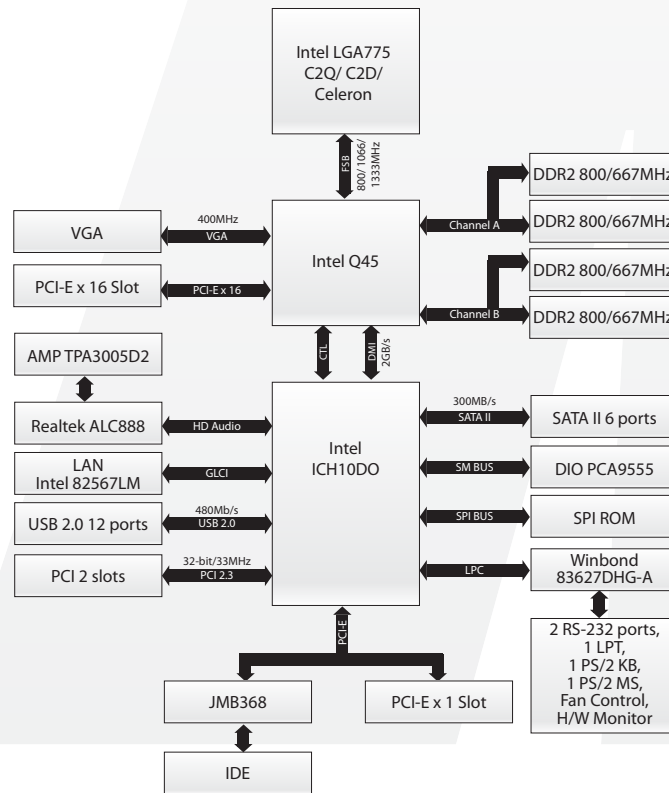 Intel LGA775
C2Q/ C2D/
Celeron
FSB
800/ 1066/
1333MHz
DDR2 800/667MHz
DDR2 800/667MHz
DDR2 800/667MHz
DDR2 800/667MHz
Channel A
Channel B
Intel Q45
VGA
400MHz
VGA
PCI-E x 16 Slot
PCI-E x 16
CTL
DMI
2GB/s
AMP TPA3005D2
Realtek ALC888
HD Audio
LAN
Intel 82567LM
GLCI
USB 2.0 12 ports
480Mb/s
USB 2.0
PCI 2 slots
32-bit/33MHz
PCI 2.3
Intel
ICH10DO
300MB/s
SATA II
SATA II 6 ports
SM BUS
DIO PCA9555
SPI BUS
SPI ROM
LPC
Winbond
83627DHG-A
2 RS-232 ports,
1 LPT,
1 PS/2 KB,
1 PS/2 MS,
Fan Control,
H/W Monitor
PCI-E
JMB368
PCI-E x 1 Slot
IDE